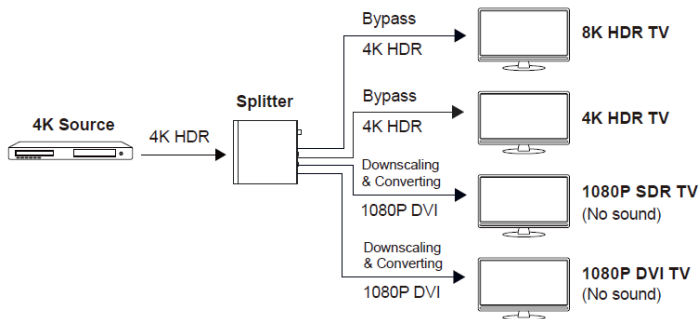 4K Source
4K HDR
Splitter
Bypass
4K HDR
8K HDR TV
Bypass
4K HDR
4K HDR TV
Downscaling
& Converting
1080P DVI
1080P SDR TV
(No sound)
Downscaling
& Converting
1080P DVI
1080P DVI TV
(No sound)